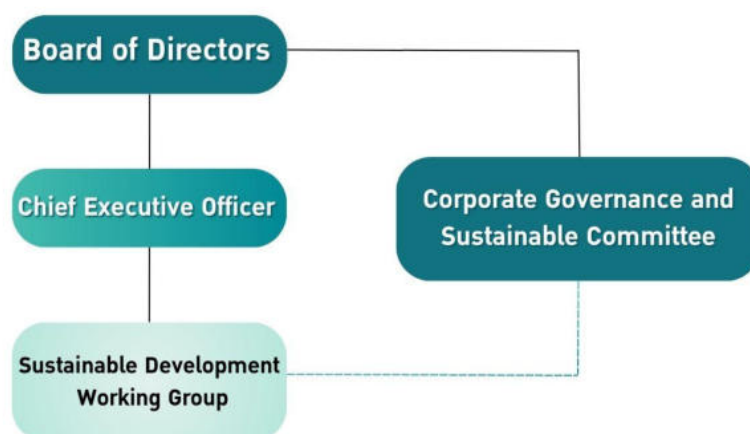 Board of Directors
Chief Executive Officer
Corporate Governance and
Sustainable Committee
Sustainable Development
Working Group